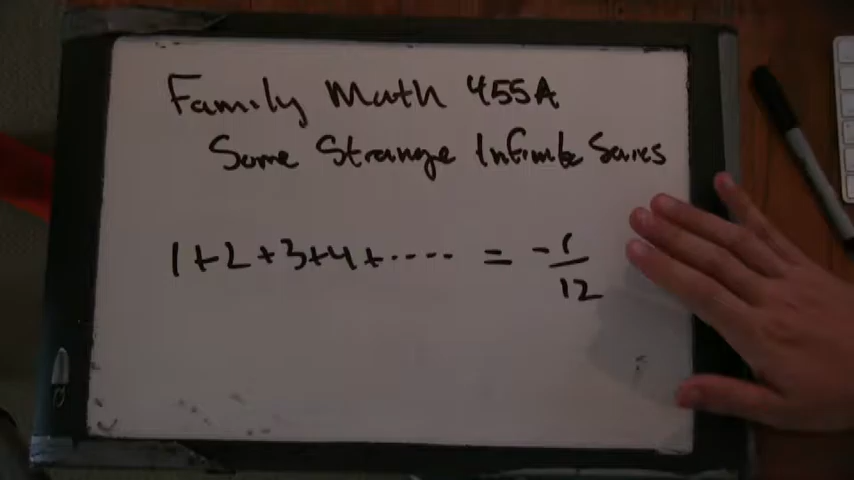 Family Math 455A
Some Strange Infinite Series
1+2+3+4+.... = -1/12